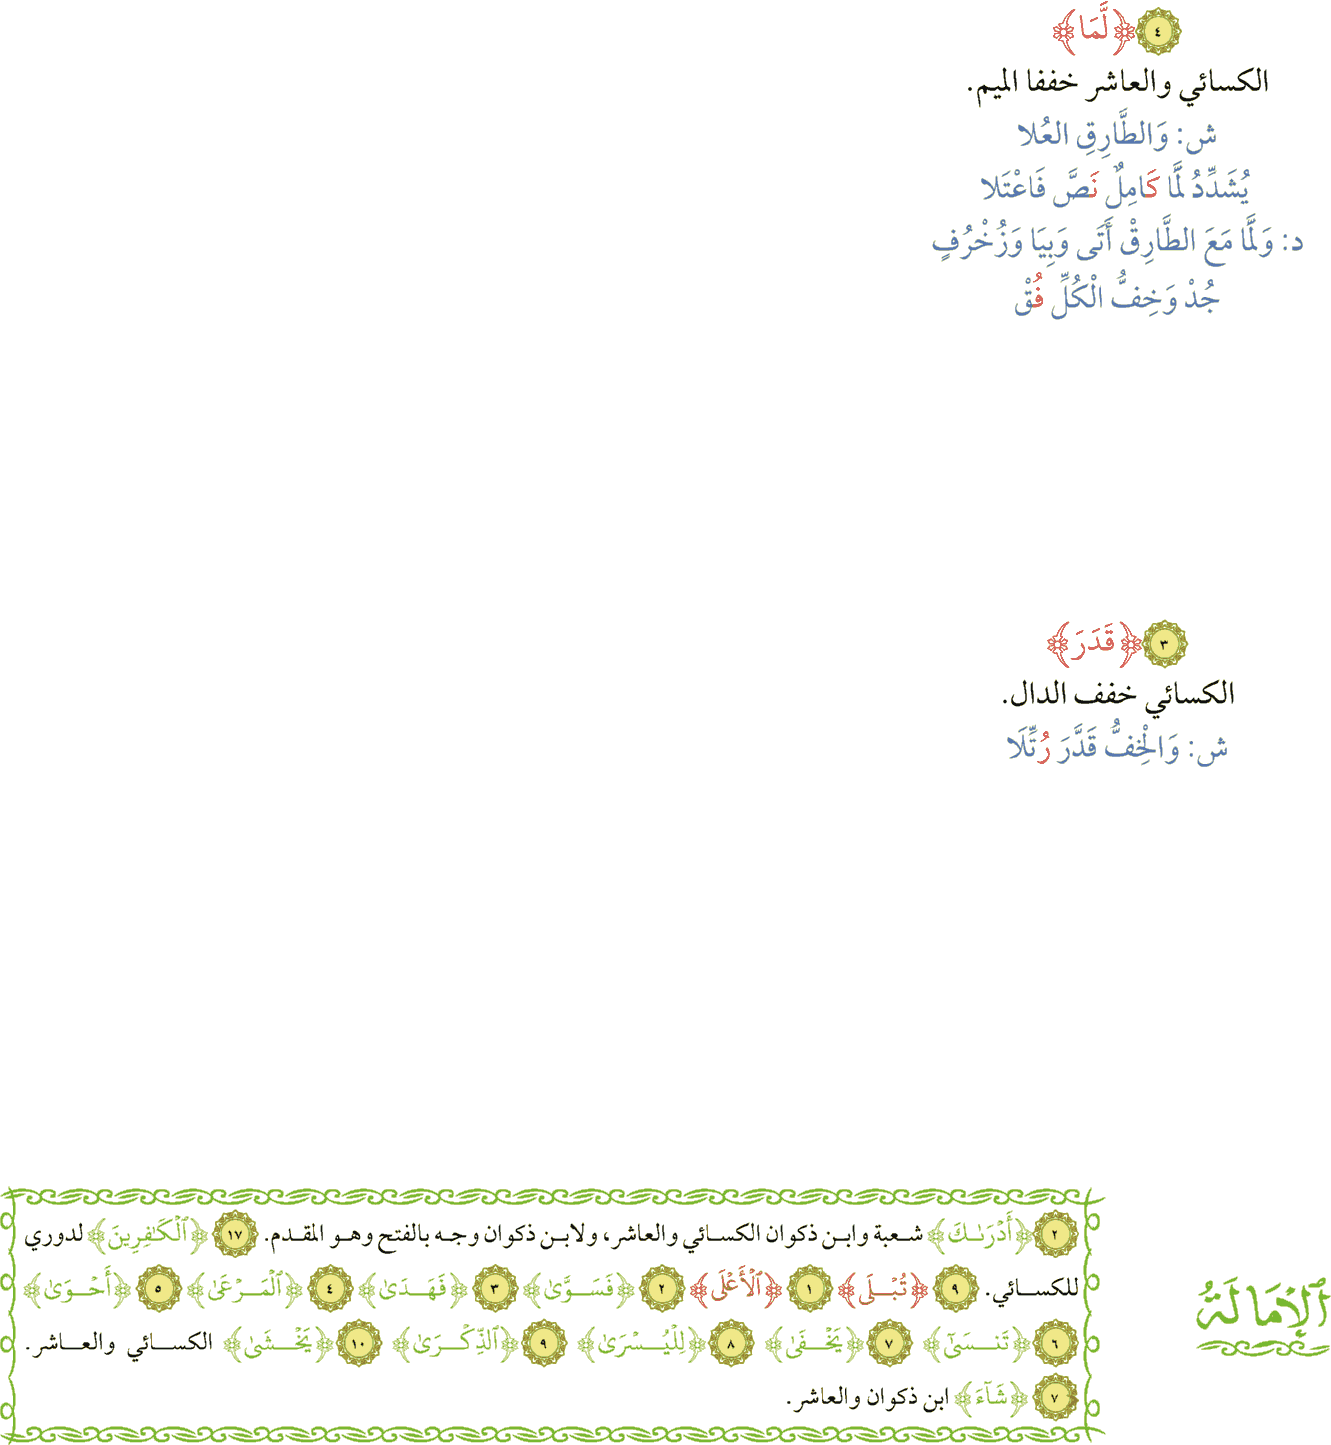 ٤ ﴿لَّمَّا﴾
الكسائي والعاشر خففا الميم.
ش: وَالطَّارِقِ العُلا
يُشَدِّدُ لَمَّا كَامِلٌ نَصَّ فَاعْتَلا
د: وَلَمَّا مَعَ الطَّارِقْ أَتَى وَبِيَا وَزُخْرُفٍ
جُدْ وَخِفُّ الْكُلِّ فُقْ
٣ ﴿قَدَرَ﴾
الكسائي خفف الدال.
ش: وَالْخِفُّ قَدَّرَ رُتِّلَا
٢ ﴿أَدْرَىٰكَ﴾ شعبة وابن ذكوان الكسائي والعاشر، ولابن ذكوان وجه بالفتح وهو المقدم. ١٧ ﴿ٱلْكَٰفِرِينَ﴾ لدوري
للكسائي. ٩ ﴿تُبْلَى﴾ ١ ﴿ٱلْأَعْلَى﴾ ٢ ﴿فَسَوَّىٰ﴾ ٣ ﴿فَهَدَىٰ﴾ ٤ ﴿ٱلْمَرْعَىٰ﴾ ٥ ﴿أَحْوَىٰ﴾
٦ ﴿تَنسَىٰٓ﴾ ٧ ﴿يَخْفَىٰ﴾ ٨ ﴿لِلْيُسْرَىٰ﴾ ٩ ﴿ٱلذِّكْرَىٰ﴾ ١٠ ﴿يَخْشَىٰ﴾ الكسائي والعاشر.
٧ ﴿شَآءَ﴾ ابن ذكوان والعاشر.
ٱلْإِمَالَةُ